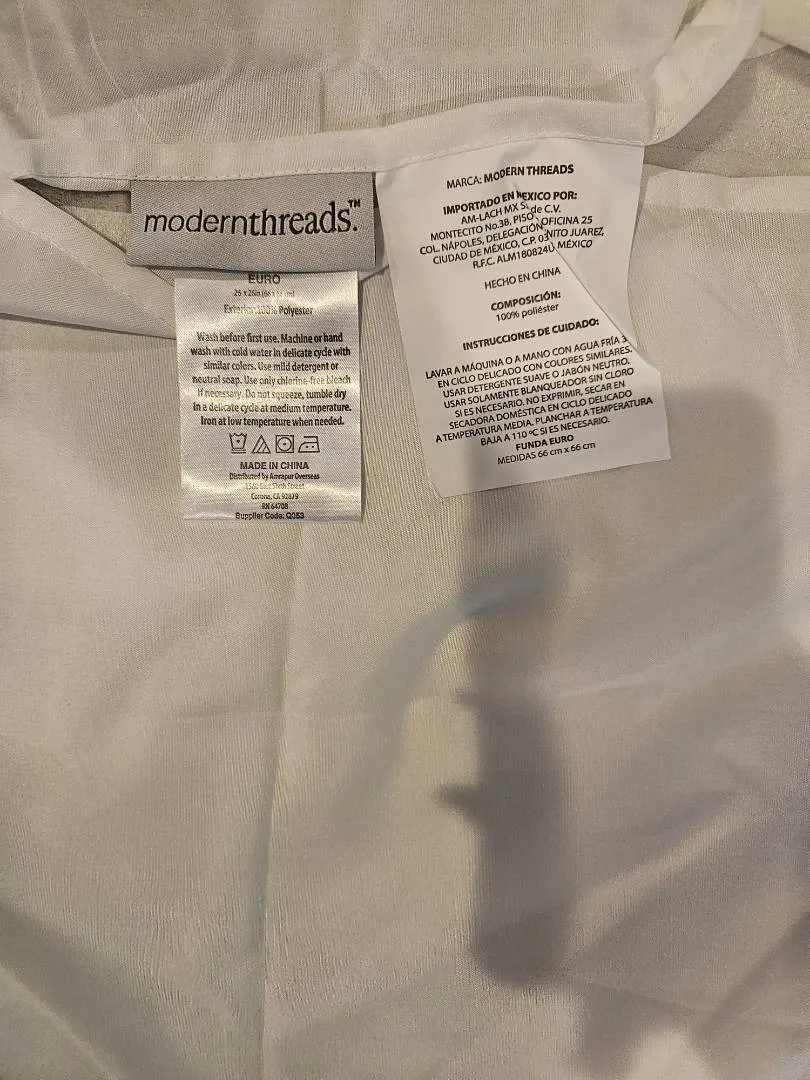 modernthreads.™
EURO
26 x 26in (66 x 66 cm)
Exterior: 100% Polyester
Wash before first use. Machine or hand
wash with cold water in delicate cycle with
similar colors. Use mild detergent or
neutral soap. Use only chlorine-free bleach
if necessary. Do not squeeze, tumble dry
in a delicate cycle at medium temperature.
Iron at low temperature when needed.
MADE IN CHINA
Distributed by Amrapur Overseas
1560 East Sixth Street
Corona, CA 92879
RN 64708
Supplier Code: Q053
MARCA: MODERN THREADS
IMPORTADO EN MEXICO POR:
AM-LACH MX S. de C.V.
MONTECITO No.38, PISO OFICINA 25
COL. NÁPOLES, DELEGACIÓN NITO JUAREZ,
CIUDAD DE MÉXICO, C.P. 03 MÉXICO
R.F.C. ALM180824U
HECHO EN CHINA
COMPOSICIÓN:
100% poliéster
INSTRUCCIONES DE CUIDADO:
LAVAR A MÁQUINA O A MANO CON AGUA FRÍA 3
EN CICLO DELICADO CON COLORES SIMILARES.
USAR DETERGENTE SUAVE O JABÓN NEUTRO.
USAR SOLAMENTE BLANQUEADOR SIN CLORO
SI ES NECESARIO. NO EXPRIMIR, SECAR EN
SECADORA DOMÉSTICA EN CICLO DELICADO
A TEMPERATURA MEDIA. PLANCHAR A TEMPERATURA
BAJA A 110 °C SI ES NECESARIO.
FUNDA EURO
MEDIDAS 66 cm x 66 cm